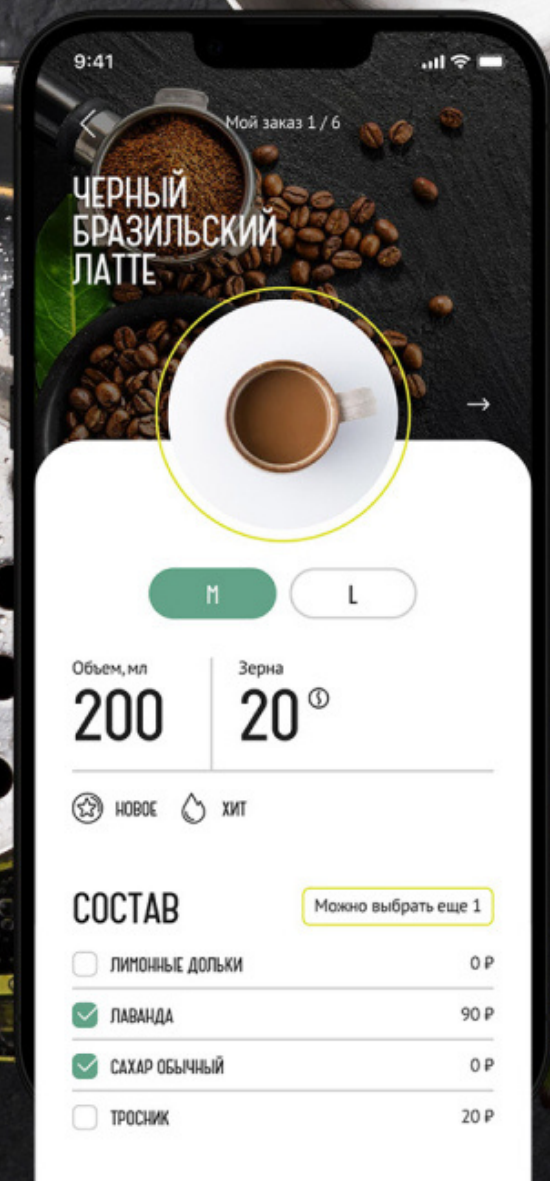 9:41
Мой заказ 1 / 6
ЧЕРНЫЙ
БРАЗИЛЬСКИЙ
ЛАТТЕ
M
L
Объем, мл
Зерна
200
20
НОВОЕ
ХИТ
СОСТАВ
Можно выбрать еще 1
ЛИМОННЫЕ ДОЛЬКИ
0 ₽
ЛАВАНДА
90 ₽
САХАР ОБЫЧНЫЙ
0 ₽
ТРОСНИК
20 ₽